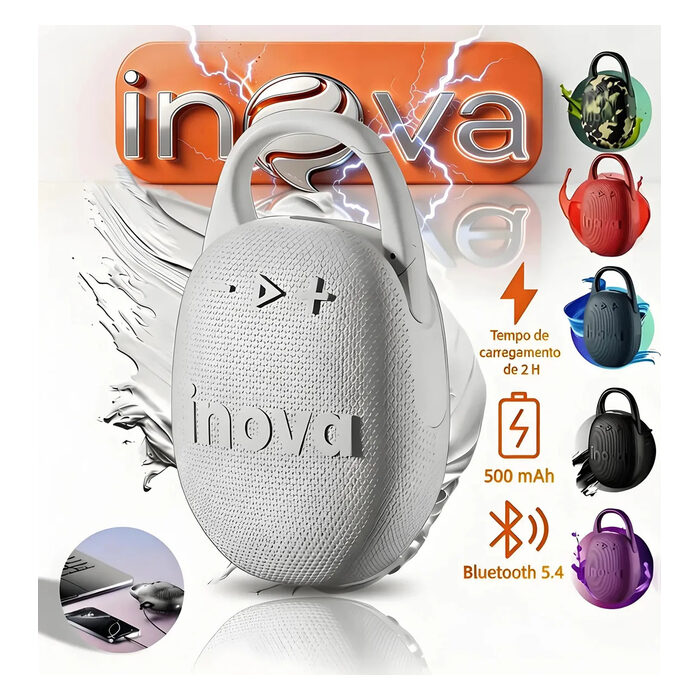 inova
inova
Tempo de
carregamento
de 2 H
500 mAh
Bluetooth 5.4